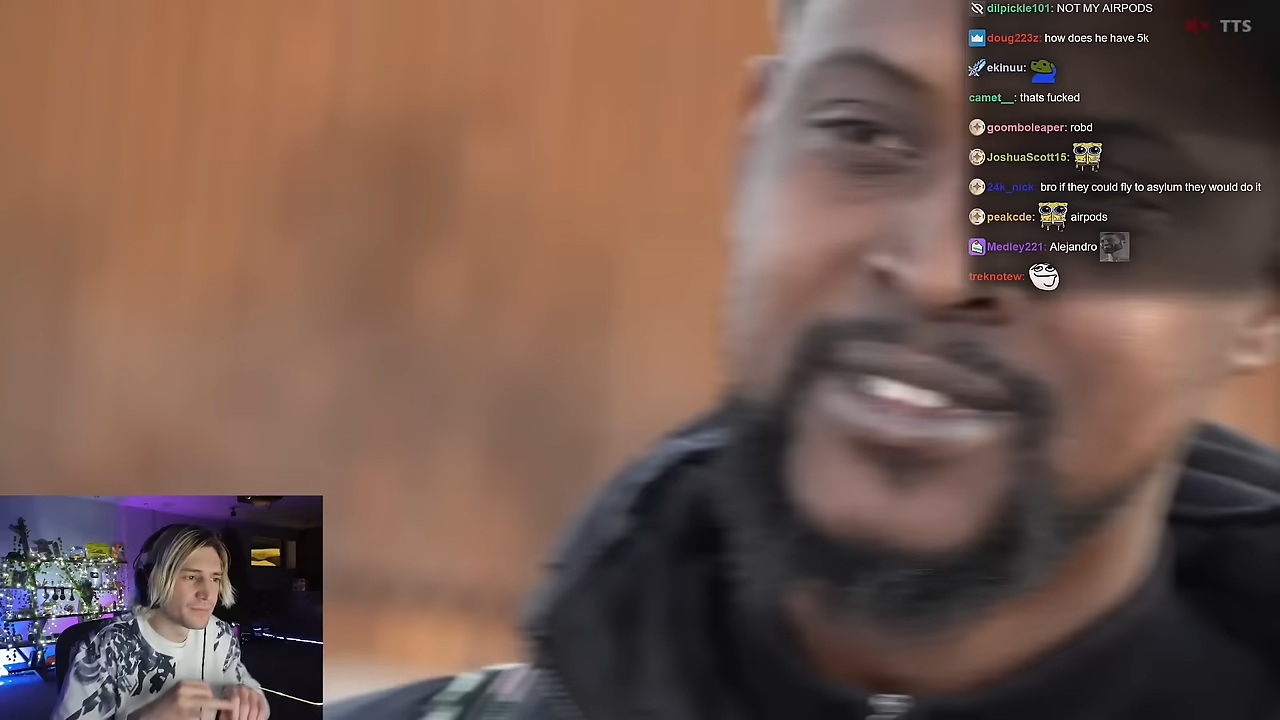 dilpickle101: NOT MY AIRPODS
TTS
doug223z: how does he have 5k
ekinuu:
camet__: thats fucked
goomboleaper: robd
JoshuaScott15:
24k_nick: bro if they could fly to asylum they would do it
peakcde: airpods
Medley221: Alejandro
treknotew: